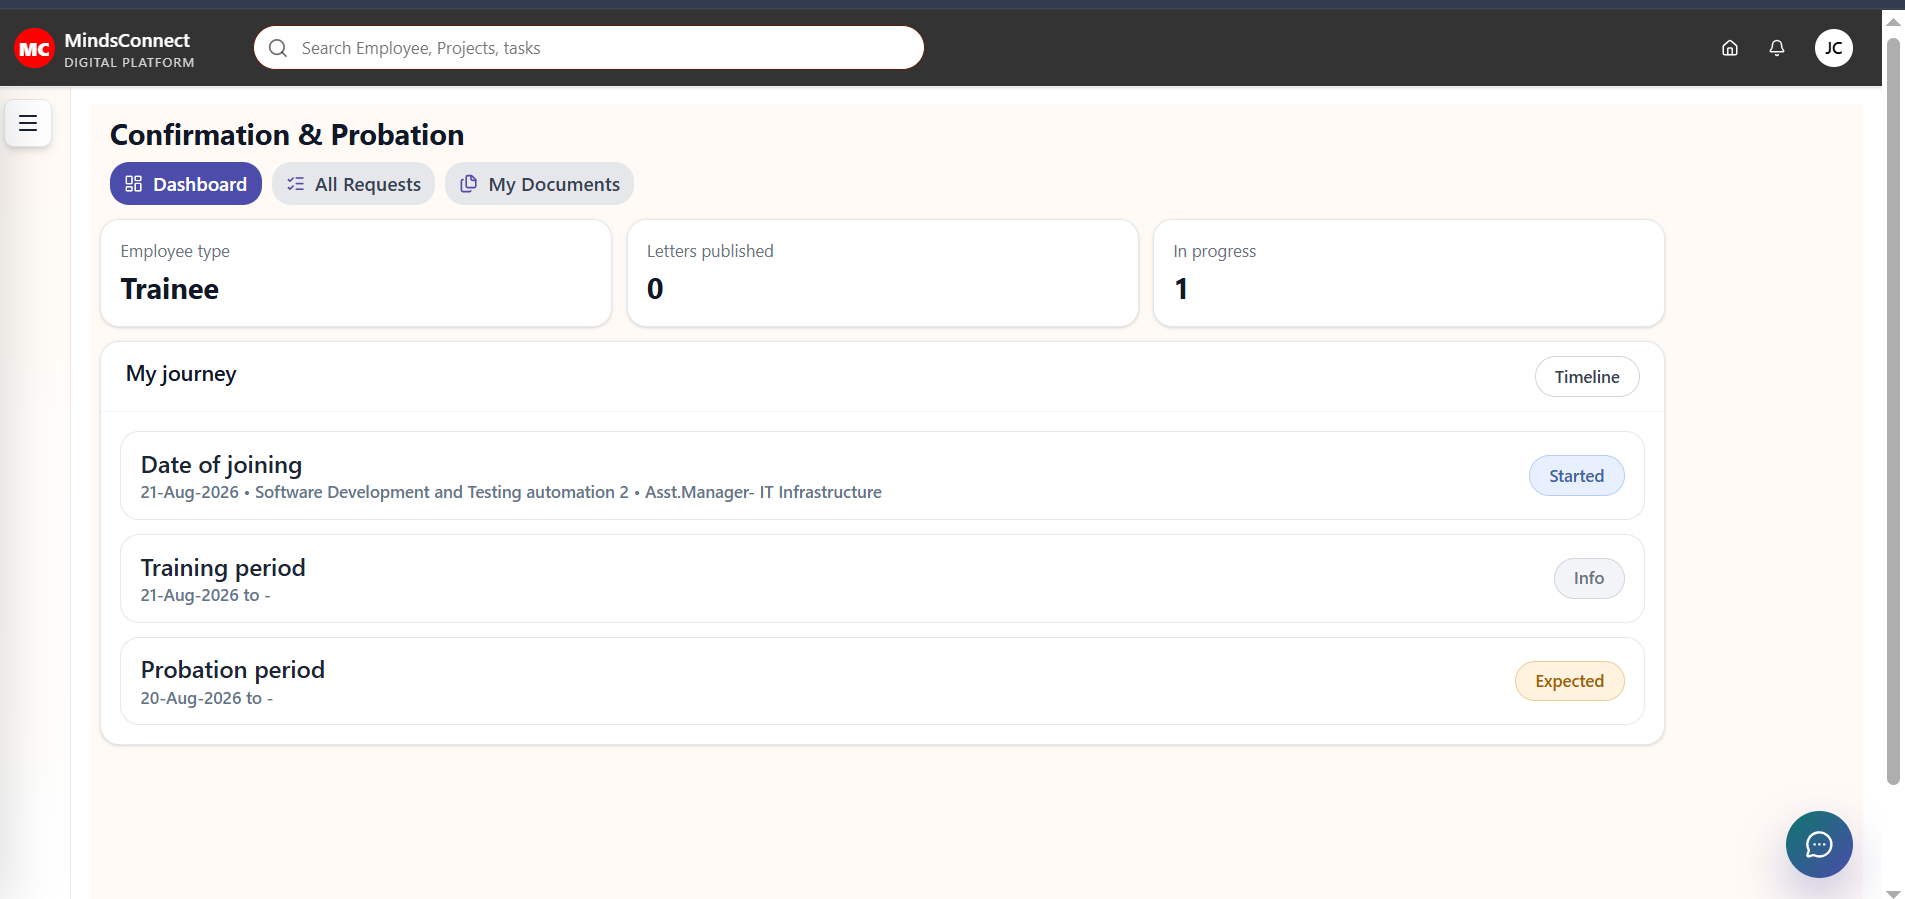 MC
MindsConnect
DIGITAL PLATFORM
Search Employee, Projects, tasks
JC
Confirmation & Probation
Dashboard
All Requests
My Documents
Employee type
Trainee
Letters published
0
In progress
1
My journey
Timeline
Date of joining
21-Aug-2026 • Software Development and Testing automation 2 • Asst.Manager- IT Infrastructure
Started
Training period
21-Aug-2026 to -
Info
Probation period
20-Aug-2026 to -
Expected